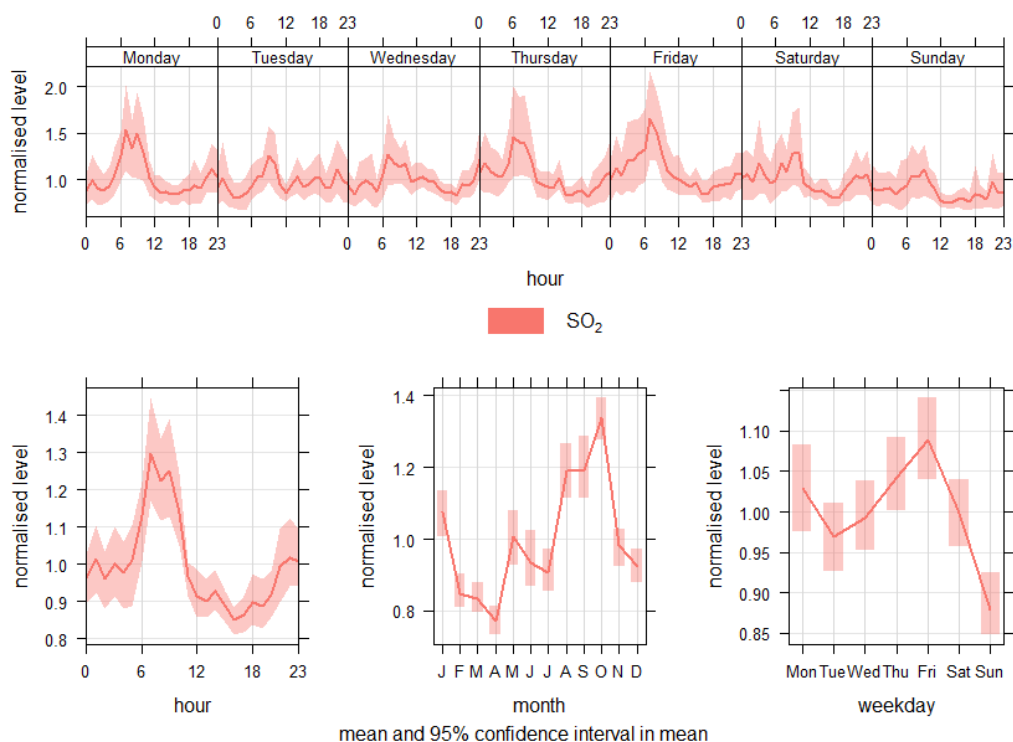 0 6 12 18 23 0 6 12 18 23 0 6 12 18 23
Monday Tuesday Wednesday Thursday Friday Saturday Sunday
2.0
1.5
1.0
normalised level
0 6 12 18 23 0 6 12 18 23 0 6 12 18 23 0 6 12 18 23
hour
SO₂
1.4
1.3
1.2
1.1
1.0
0.9
0.8
normalised level
0 6 12 18 23
hour
1.4
1.2
1.0
0.8
normalised level
J F M A M J J A S O N D
month
1.10
1.05
1.00
0.95
0.90
0.85
normalised level
Mon Tue Wed Thu Fri Sat Sun
weekday
mean and 95% confidence interval in mean